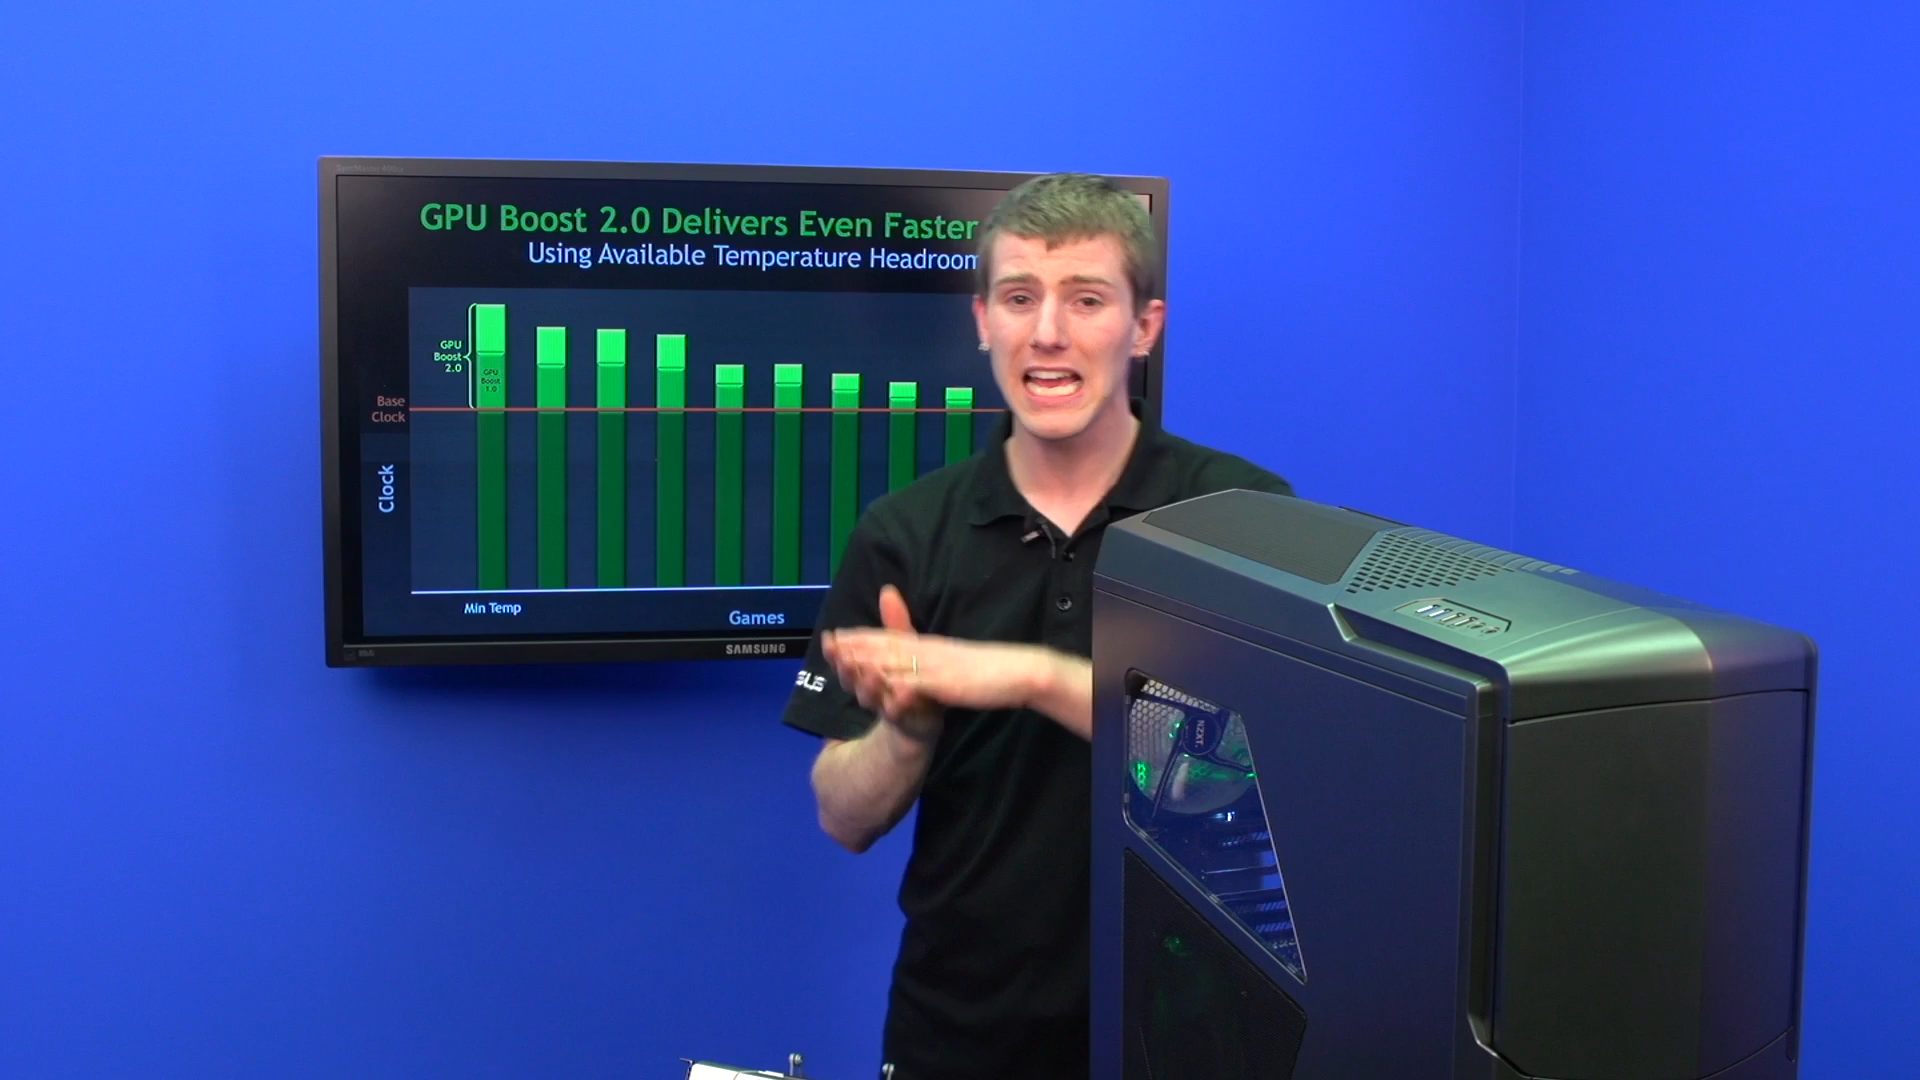 GPU Boost 2.0 Delivers Even Faster
Using Available Temperature Headroom
GPU
Boost
2.0
GPU
Boost
1.0
Base
Clock
Clock
Min Temp
Games
SAMSUNG
NZXT